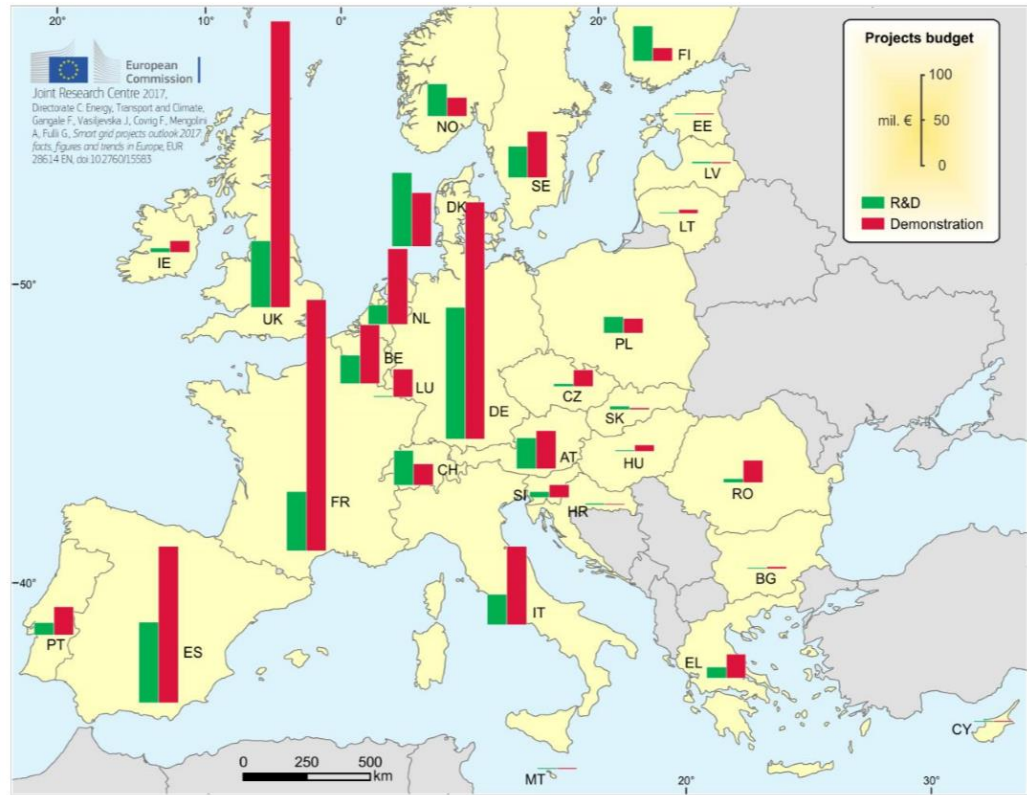 20°
10°
0°
20°
European
Commission
Joint Research Centre 2017,
Directorate C: Energy, Transport and Climate,
Gangale F., Vasiljevska J., Covrig F., Mengolini
A., Fulli G., Smart grid projects outlook 2017:
facts, figures and trends in Europe, EUR
28614 EN, doi:10.2760/15583
Projects budget
100
mil. €
50
0
R&D
Demonstration
FI
NO
SE
EE
LV
LT
DK
IE
UK
50°
NL
BE
LU
DE
PL
CZ
SK
AT
HU
CH
SI
HR
RO
FR
BG
40°
IT
PT
ES
EL
CY
MT
0 250 500
km
20°
30°